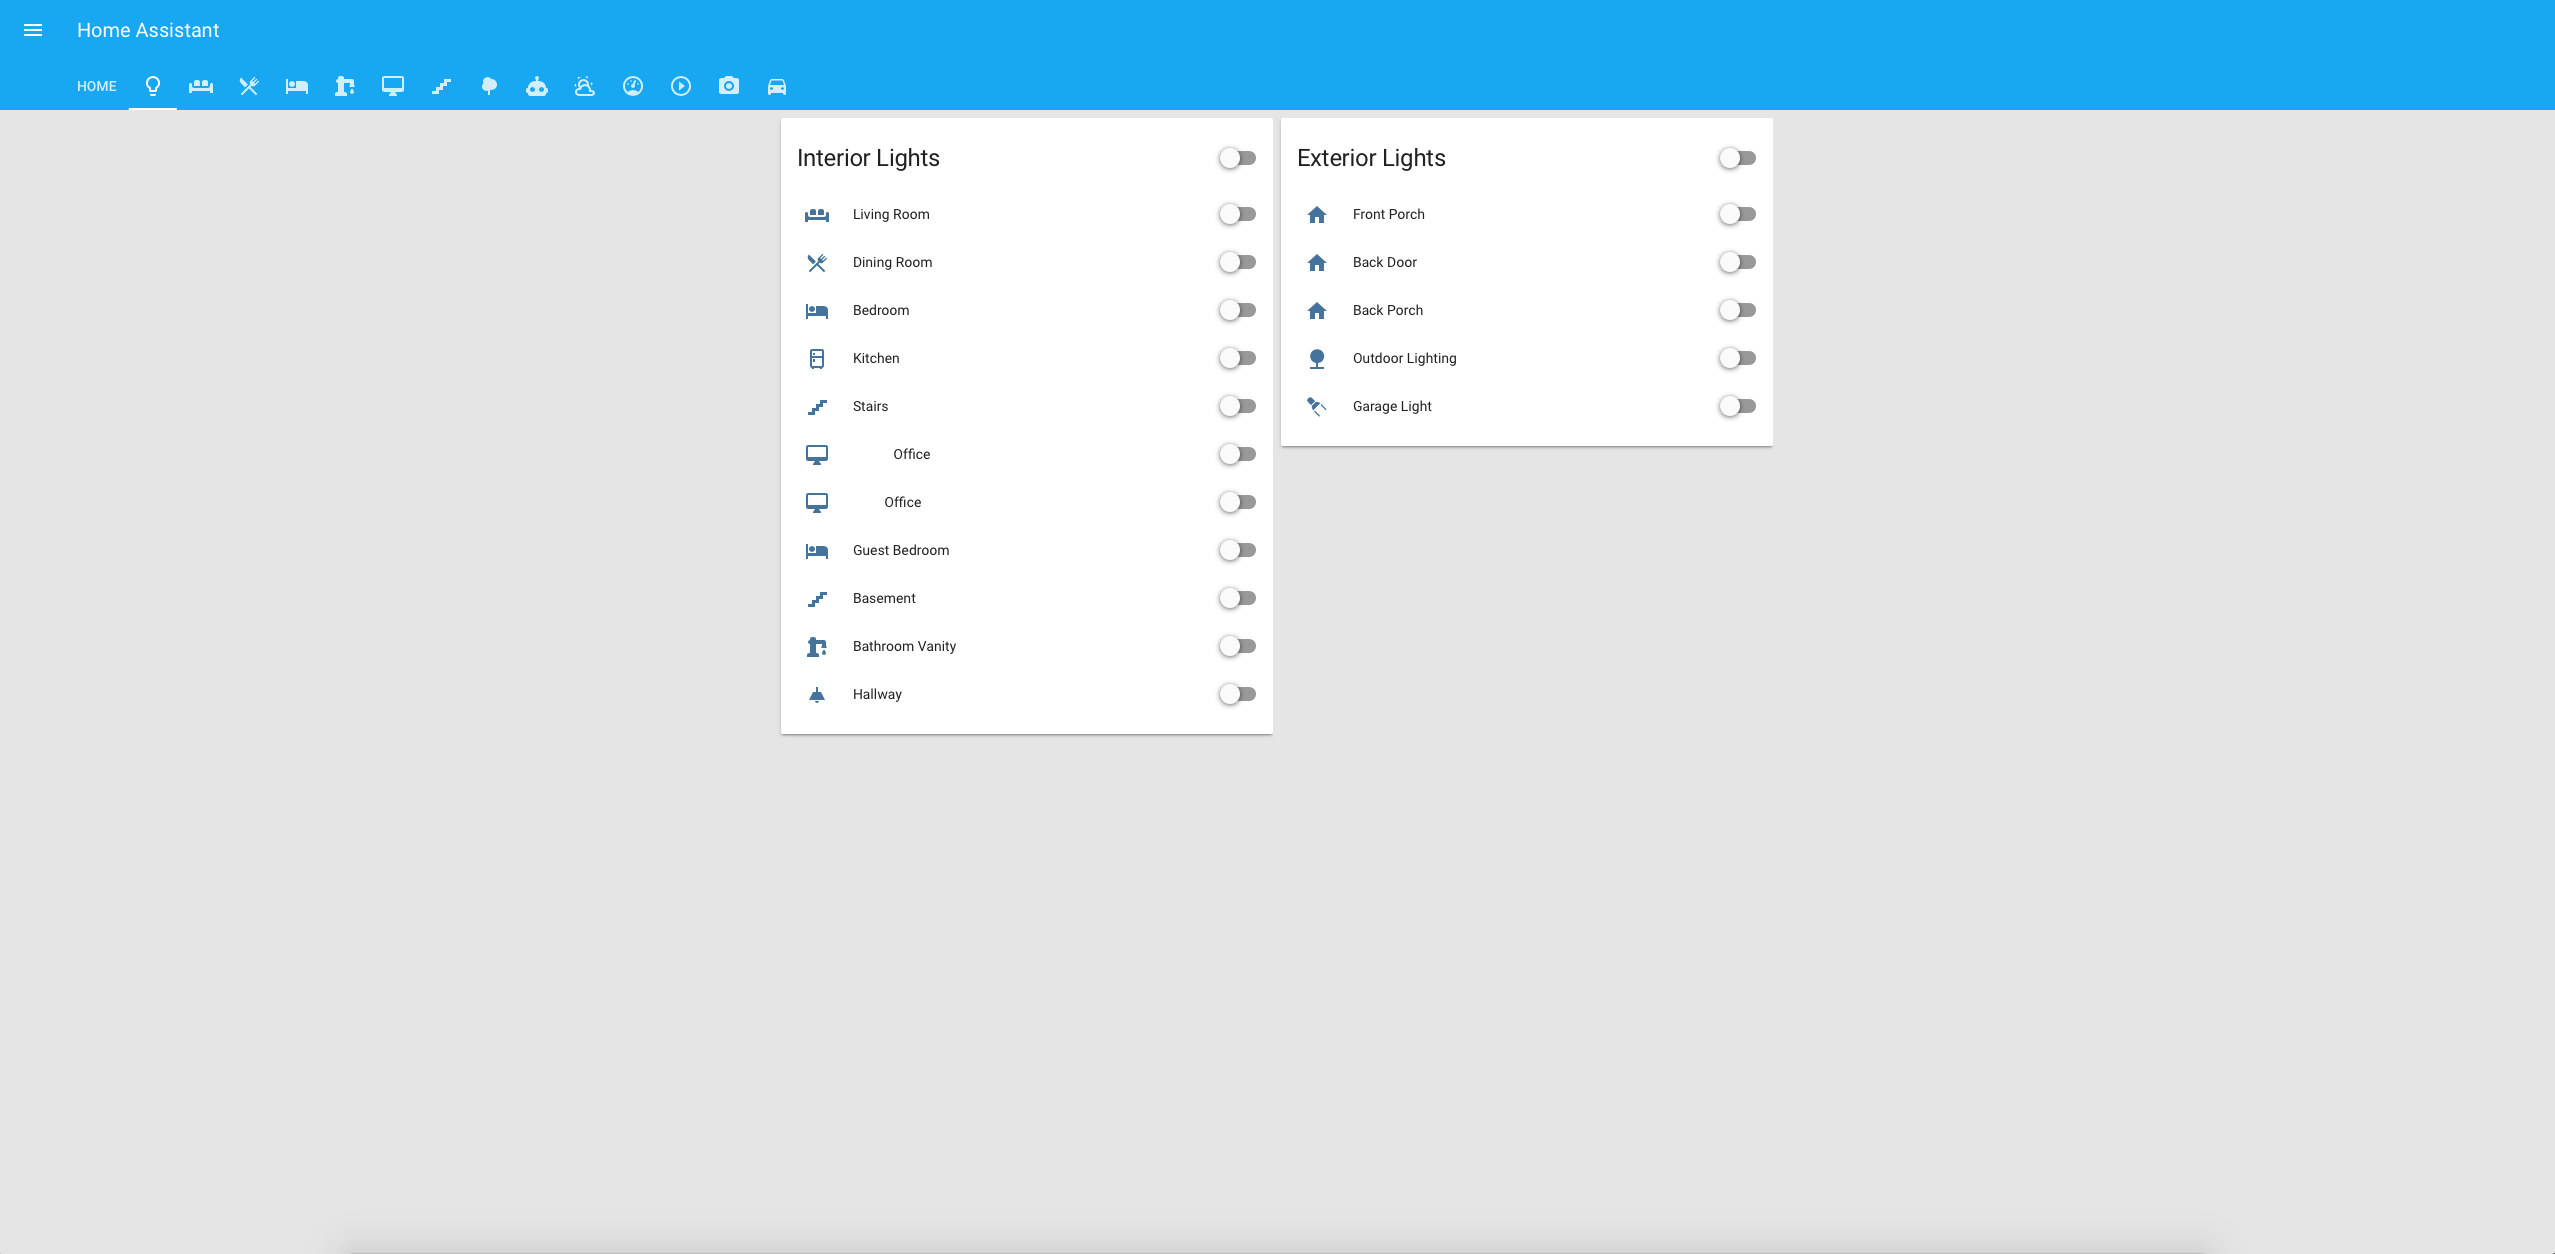 Home Assistant
HOME
Interior Lights
Living Room
Dining Room
Bedroom
Kitchen
Stairs
Office
Office
Guest Bedroom
Basement
Bathroom Vanity
Hallway
Exterior Lights
Front Porch
Back Door
Back Porch
Outdoor Lighting
Garage Light